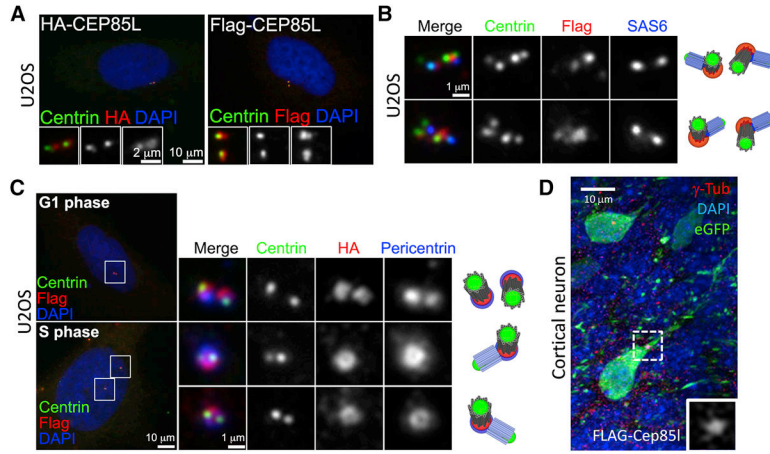 A
HA-CEP85L
Flag-CEP85L
U2OS
Centrin HA DAPI
Centrin Flag DAPI
2 µm
10 µm
B
Merge
Centrin
Flag
SAS6
U2OS
1 µm
C
G1 phase
Centrin
Flag
DAPI
U2OS
S phase
Centrin
Flag
DAPI
10 µm
Merge
Centrin
HA
Pericentrin
1 µm
D
10 µm
γ-Tub
DAPI
eGFP
Cortical neuron
FLAG-Cep85l